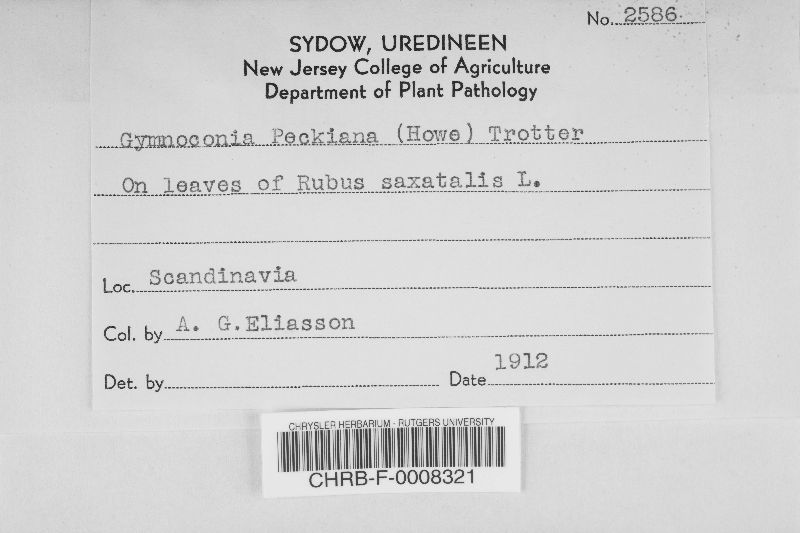 No. 2586.
SYDOW, UREDINEEN
New Jersey College of Agriculture
Department of Plant Pathology
Gymnoconia Peckiana (Howe) Trotter
On leaves of Rubus saxatalis L.
Loc. Scandinavia
Col. by A. G. Eliasson
Det. by
Date 1912
CHRYSLER HERBARIUM - RUTGERS UNIVERSITY
CHRB-F-0008321